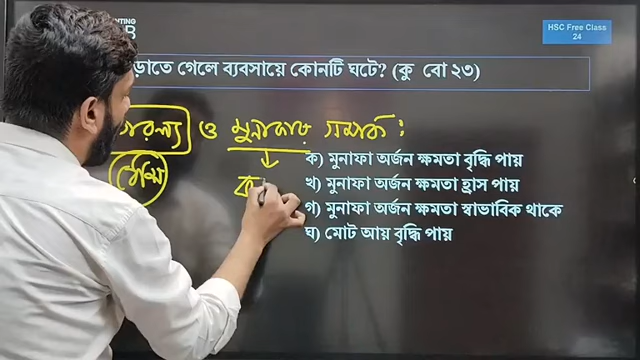 HSC Free Class
24
গেলে ব্যবসায়ে কোনটি ঘটে? (কু বো ২৩)
ও মুনাফার সম্পর্ক :
বেশি
ক) মুনাফা অর্জন ক্ষমতা বৃদ্ধি পায়
খ) মুনাফা অর্জন ক্ষমতা হ্রাস পায়
গ) মুনাফা অর্জন ক্ষমতা স্বাভাবিক থাকে
ঘ) মোট আয় বৃদ্ধি পায়